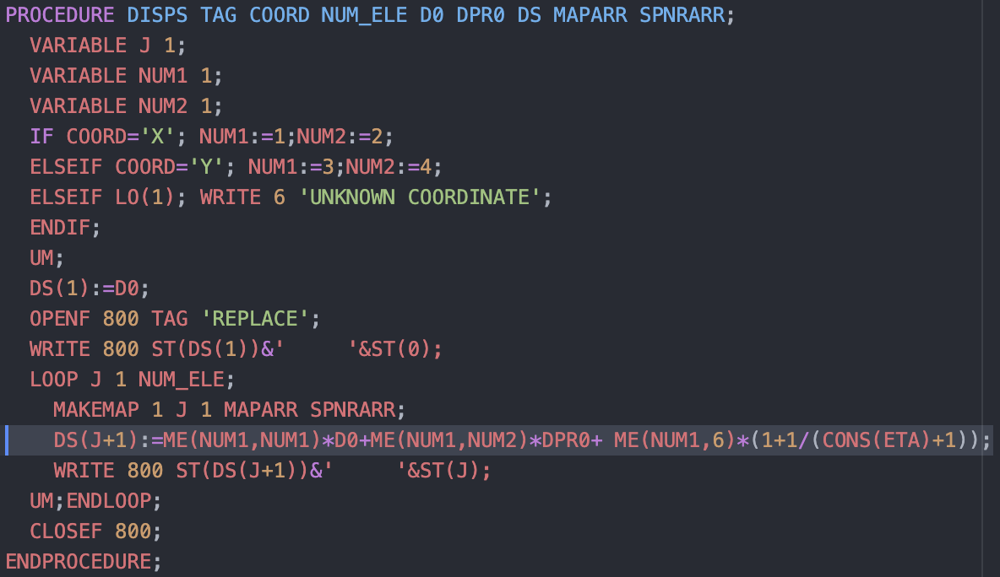 PROCEDURE DISPS TAG COORD NUM_ELE D0 DPR0 DS MAPARR SPNRARR;
  VARIABLE J 1;
  VARIABLE NUM1 1;
  VARIABLE NUM2 1;
  IF COORD='X'; NUM1:=1;NUM2:=2;
  ELSEIF COORD='Y'; NUM1:=3;NUM2:=4;
  ELSEIF LO(1); WRITE 6 'UNKNOWN COORDINATE';
  ENDIF;
  UM;
  DS(1):=D0;
  OPENF 800 TAG 'REPLACE';
  WRITE 800 ST(DS(1))&'     '&ST(0);
  LOOP J 1 NUM_ELE;
    MAKEMAP 1 J 1 MAPARR SPNRARR;
    DS(J+1):=ME(NUM1,NUM1)*D0+ME(NUM1,NUM2)*DPR0+ ME(NUM1,6)*(1+1/(CONS(ETA)+1));
    WRITE 800 ST(DS(J+1))&'     '&ST(J);
  UM;ENDLOOP;
  CLOSEF 800;
ENDPROCEDURE;